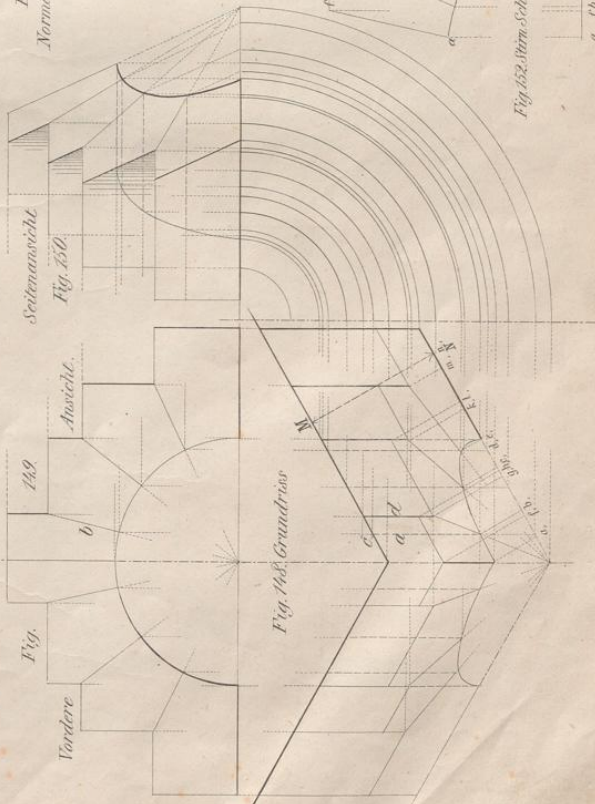 Norm
Fig. 152. Stirn Sch
a
Seitenansicht
Fig. 150.
Fig. 149.
Vordere Ansicht.
b
Fig. 148. Grundriss
M
N
c
a d
m, n.
k, l.
d, e.
f, b.